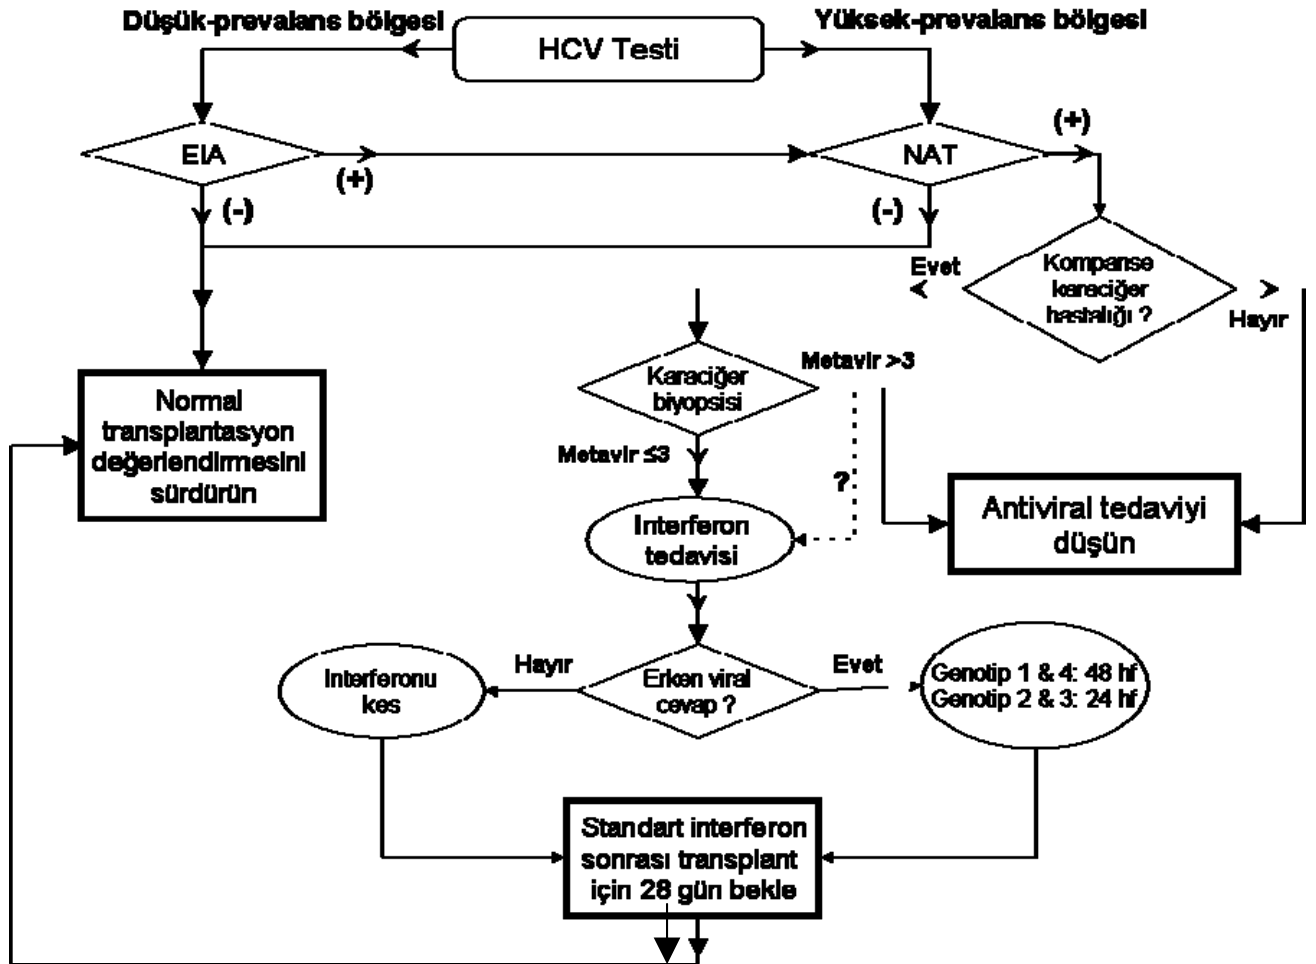 Düşük-prevalans bölgesi
Yüksek-prevalans bölgesi
HCV Testi
EIA
(+)
(-)
NAT
(+)
(-)
Kompanse
karaciğer
hastalığı ?
Evet
Hayır
Karaciğer
biyopsisi
Metavir >3
Metavir ≤3
?
Normal
transplantasyon
değerlendirmesini
sürdürün
Interferon
tedavisi
Antiviral tedaviyi
düşün
Erken viral
cevap ?
Hayır
Evet
Interferonu
kes
Genotip 1 & 4: 48 hf
Genotip 2 & 3: 24 hf
Standart interferon
sonrası transplant
için 28 gün bekle